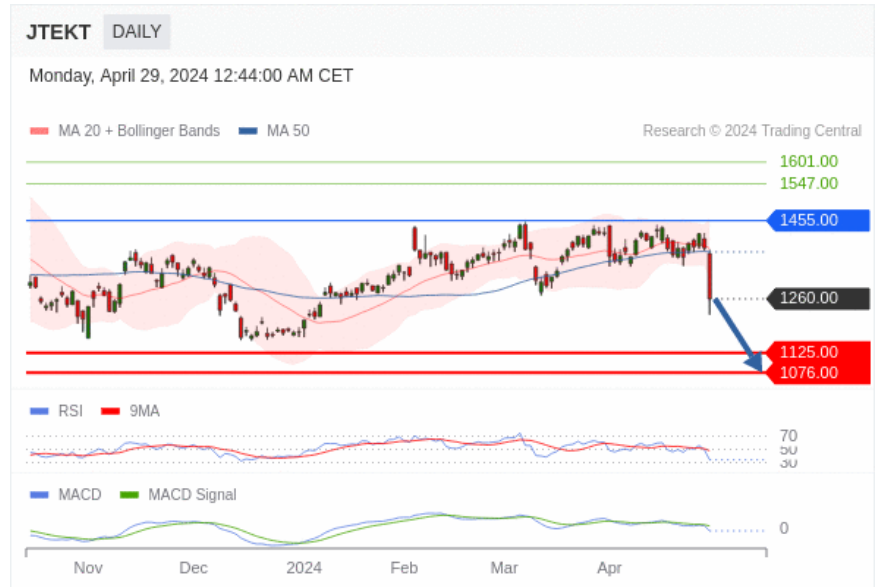 JTEKT DAILY
Monday, April 29, 2024 12:44:00 AM CET
MA 20 + Bollinger Bands MA 50 Research © 2024 Trading Central
1601.00
1547.00
1455.00
1260.00
1125.00
1076.00
RSI 9MA
70
50
30
MACD MACD Signal
0
Nov Dec 2024 Feb Mar Apr